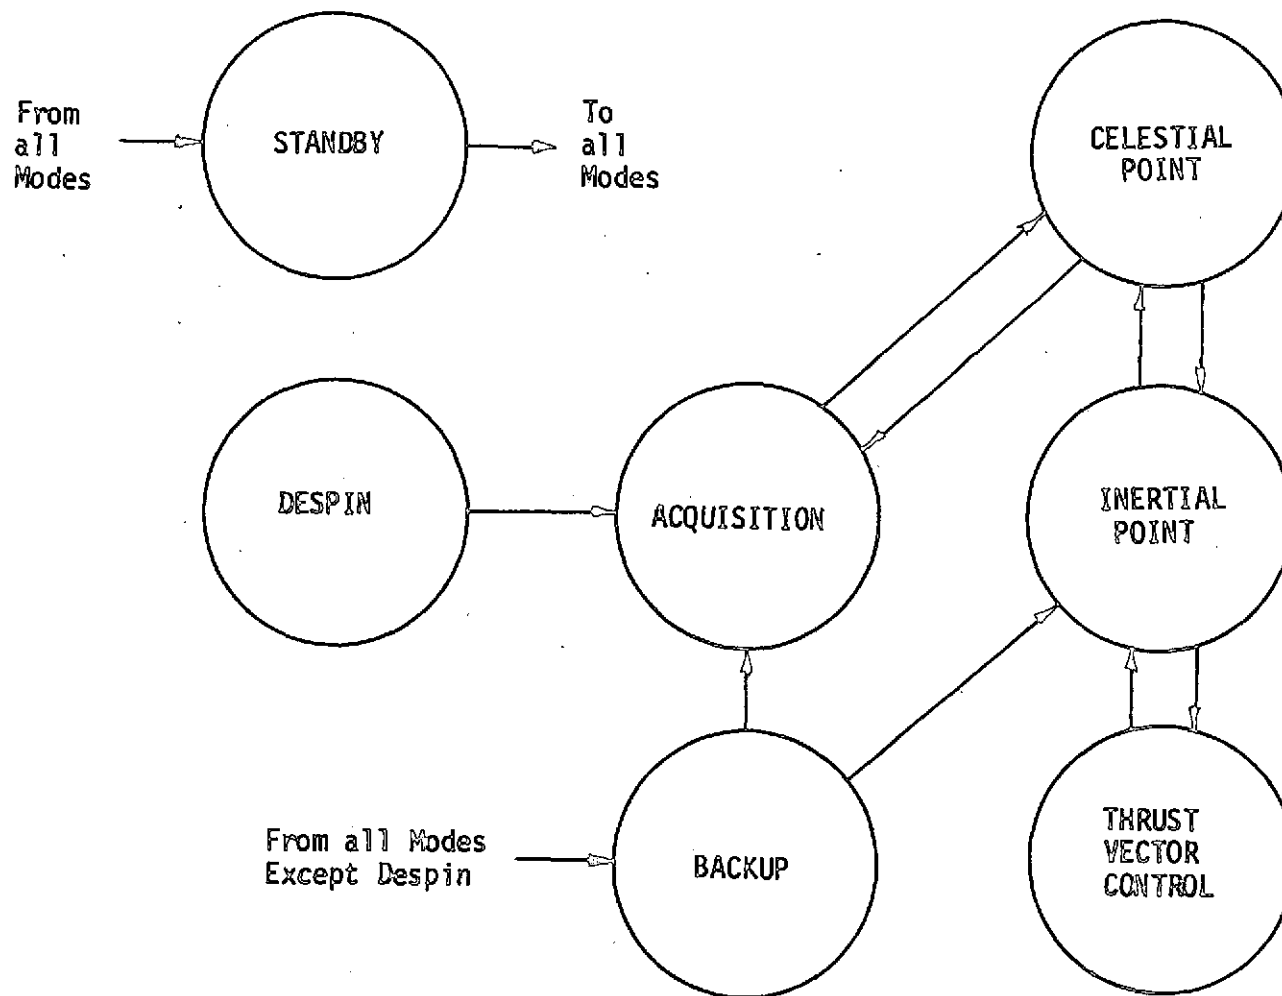 From
all
Modes
STANDBY
To
all
Modes
CELESTIAL
POINT
DESPIN
ACQUISITION
INERTIAL
POINT
From all Modes
Except Despin
BACKUP
THRUST
VECTOR
CONTROL